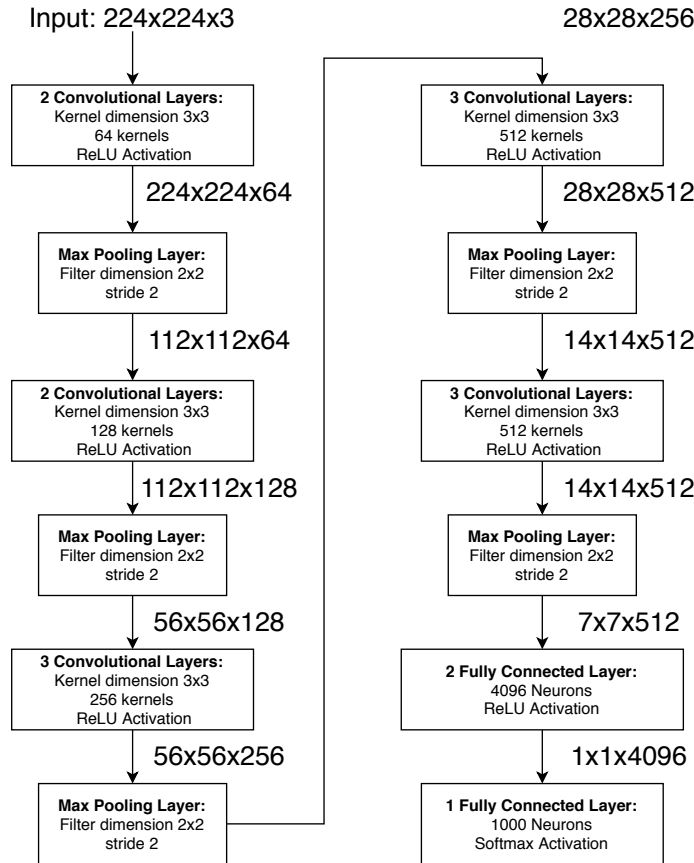 Input: 224x224x3
2 Convolutional Layers:
Kernel dimension 3x3
64 kernels
ReLU Activation
224x224x64
Max Pooling Layer:
Filter dimension 2x2
stride 2
112x112x64
2 Convolutional Layers:
Kernel dimension 3x3
128 kernels
ReLU Activation
112x112x128
Max Pooling Layer:
Filter dimension 2x2
stride 2
56x56x128
3 Convolutional Layers:
Kernel dimension 3x3
256 kernels
ReLU Activation
56x56x256
Max Pooling Layer:
Filter dimension 2x2
stride 2
28x28x256
3 Convolutional Layers:
Kernel dimension 3x3
512 kernels
ReLU Activation
28x28x512
Max Pooling Layer:
Filter dimension 2x2
stride 2
14x14x512
3 Convolutional Layers:
Kernel dimension 3x3
512 kernels
ReLU Activation
14x14x512
Max Pooling Layer:
Filter dimension 2x2
stride 2
7x7x512
2 Fully Connected Layer:
4096 Neurons
ReLU Activation
1x1x4096
1 Fully Connected Layer:
1000 Neurons
Softmax Activation